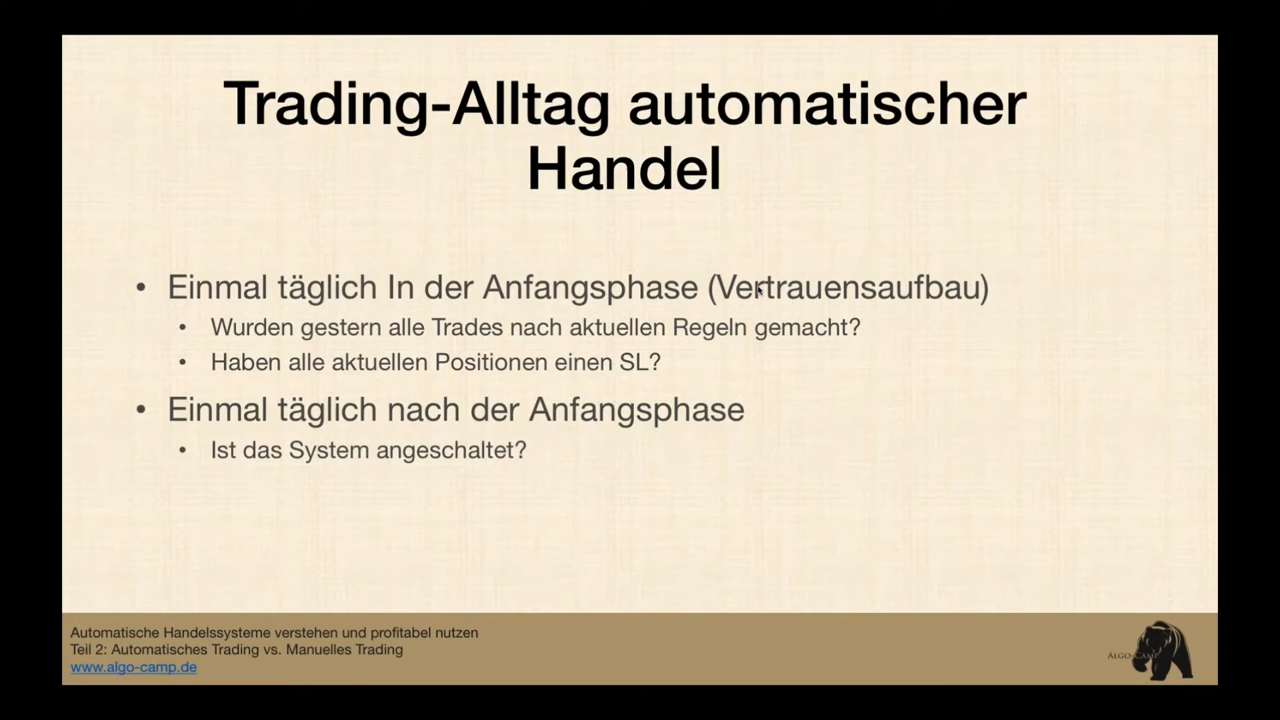 Trading-Alltag automatischer
Handel
• Einmal täglich In der Anfangsphase (Vertrauensaufbau)
• Wurden gestern alle Trades nach aktuellen Regeln gemacht?
• Haben alle aktuellen Positionen einen SL?
• Einmal täglich nach der Anfangsphase
• Ist das System angeschaltet?
Automatische Handelssysteme verstehen und profitabel nutzen
Teil 2: Automatisches Trading vs. Manuelles Trading
www.algo-camp.de
ALGO-CAMP